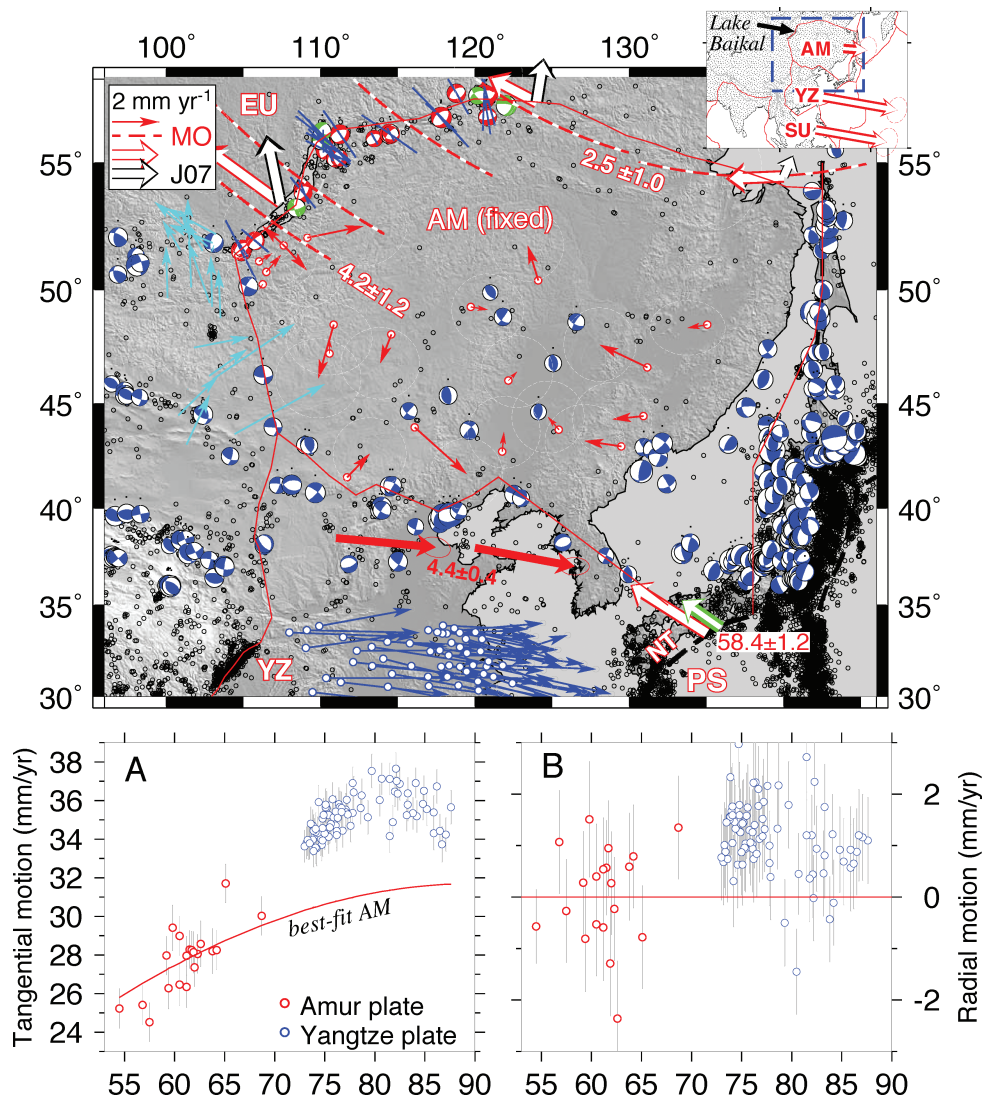 100° 110° 120° 130°
Lake
Baikal
AM
YZ
SU
2 mm yr-1
MO
J07
EU
55°
55°
2.5 ±1.0
AM (fixed)
4.2±1.2
50°
50°
45°
45°
40°
40°
4.4±0.4
35°
35°
58.4±1.2
NT
YZ
PS
30°
30°
A
B
Tangential motion (mm/yr)
38
36
34
32
30
28
26
24
best-fit AM
Amur plate
Yangtze plate
2
0
-2
Radial motion (mm/yr)
55 60 65 70 75 80 85 90
55 60 65 70 75 80 85 90